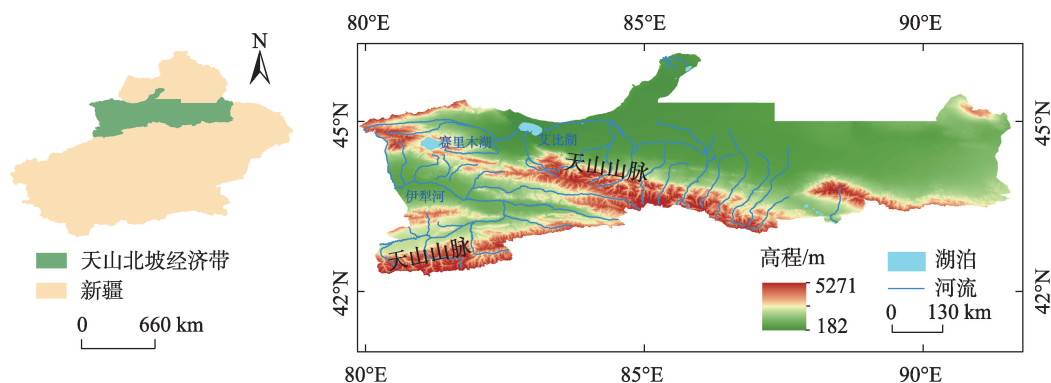 N
天山北坡经济带
新疆
0 660 km
80°E 85°E 90°E
45°N 45°N
赛里木湖
艾比湖
天山山脉
伊犁河
天山山脉
高程/m
5271
182
湖泊
河流
0 130 km
42°N 42°N
80°E 85°E 90°E